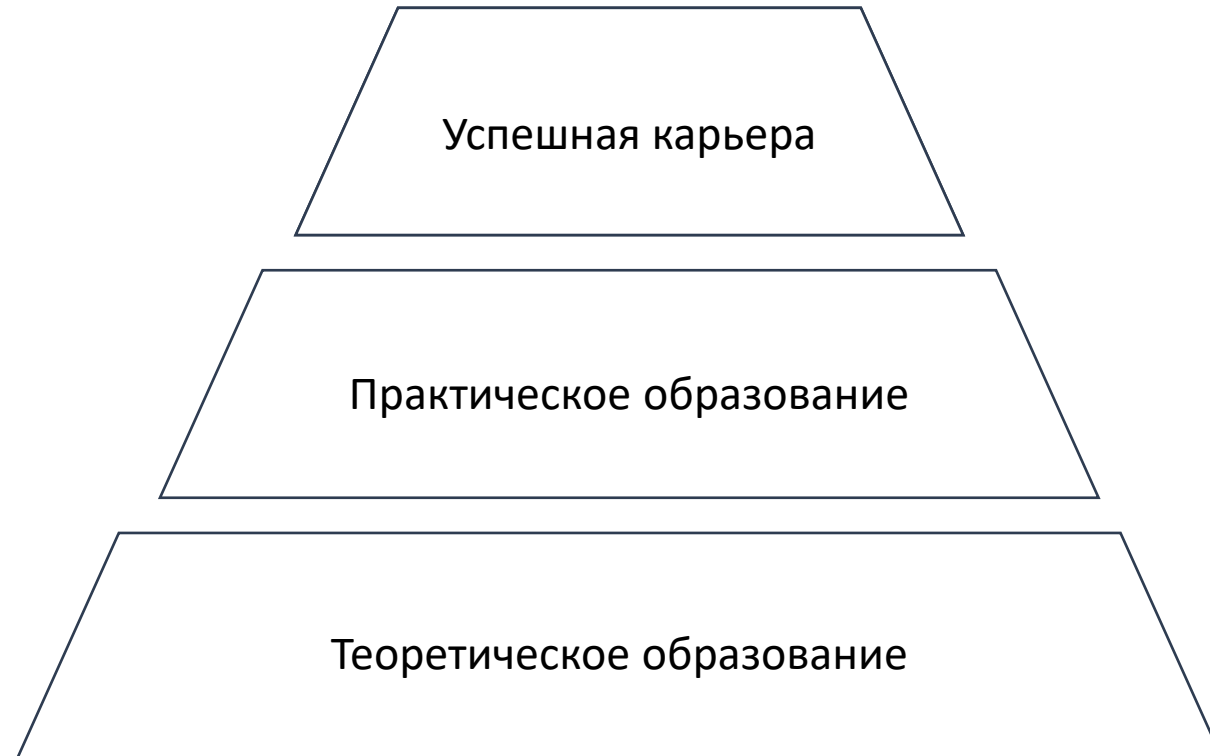 Успешная карьера
Практическое образование
Теоретическое образование